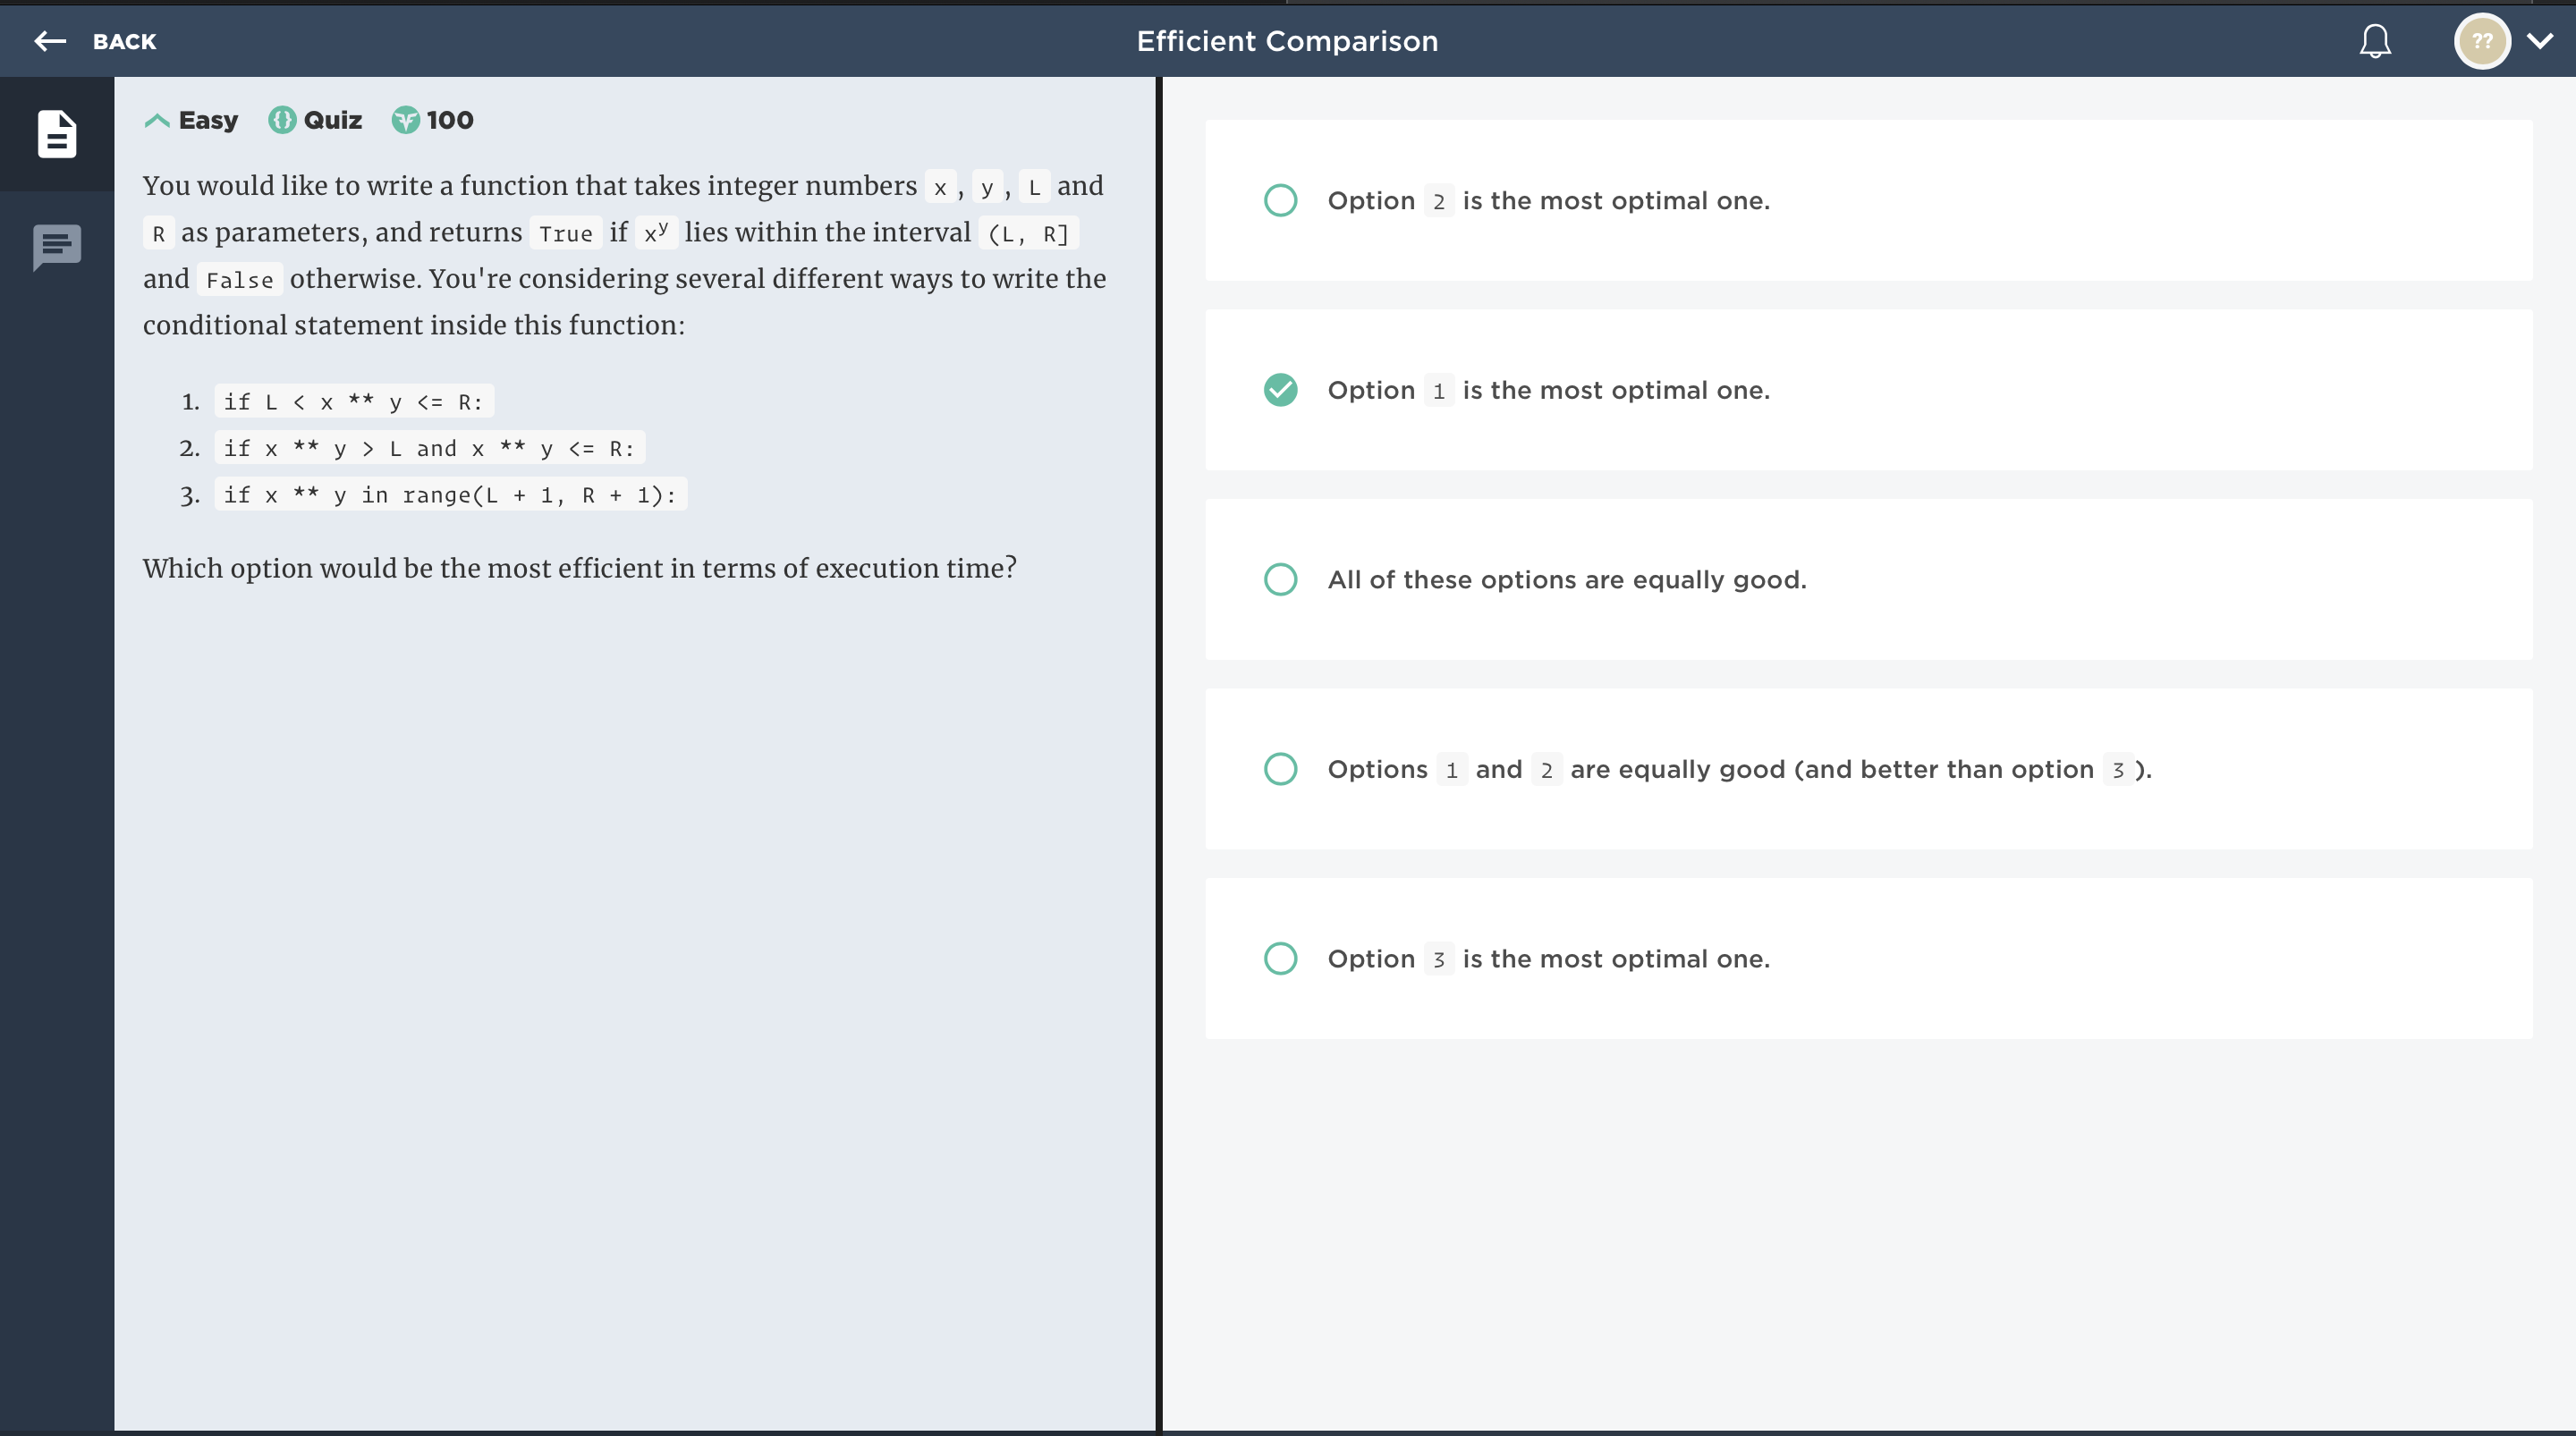 BACK
Efficient Comparison
??
Easy Quiz 100
You would like to write a function that takes integer numbers x, y, L and
R as parameters, and returns True if xʸ lies within the interval (L, R]
and False otherwise. You're considering several different ways to write the
conditional statement inside this function:
1. if L < x ** y <= R:
2. if x ** y > L and x ** y <= R:
3. if x ** y in range(L + 1, R + 1):
Which option would be the most efficient in terms of execution time?
Option 2 is the most optimal one.
Option 1 is the most optimal one.
All of these options are equally good.
Options 1 and 2 are equally good (and better than option 3).
Option 3 is the most optimal one.